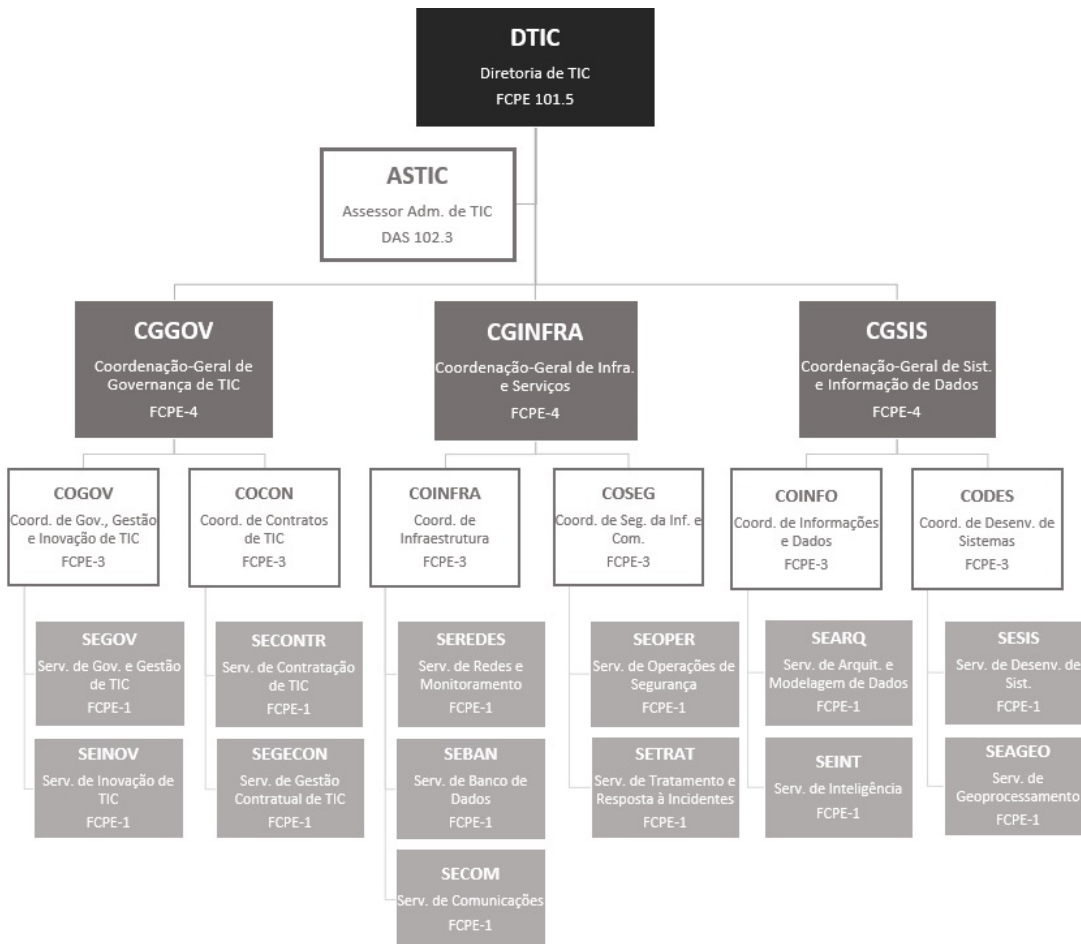 DTIC
Diretoria de TIC
FCPE 101.5
ASTIC
Assessor Adm. de TIC
DAS 102.3
CGGOV
Coordenação-Geral de
Governança de TIC
FCPE-4
CGINFRA
Coordenação-Geral de Infra.
e Serviços
FCPE-4
CGSIS
Coordenação-Geral de Sist.
e Informação de Dados
FCPE-4
COGOV
Coord. de Gov., Gestão
e Inovação de TIC
FCPE-3
COCON
Coord. de Contratos
de TIC
FCPE-3
COINFRA
Coord. de
Infraestrutura
FCPE-3
COSEG
Coord. de Seg. da Inf. e
Com.
FCPE-3
COINFO
Coord. de Informações
e Dados
FCPE-3
CODES
Coord. de Desenv. de
Sistemas
FCPE-3
SEGOV
Serv. de Gov. e Gestão
de TIC
FCPE-1
SECONTR
Serv. de Contratação
de TIC
FCPE-1
SEREDES
Serv. de Redes e
Monitoramento
FCPE-1
SEOPER
Serv. de Operações de
Segurança
FCPE-1
SEARQ
Serv. de Arquit. e
Modelagem de Dados
FCPE-1
SESIS
Serv. de Desenv. de
Sist.
FCPE-1
SEINOV
Serv. de Inovação de
TIC
FCPE-1
SEGECON
Serv. de Gestão
Contratual de TIC
FCPE-1
SEBAN
Serv. de Banco de
Dados
FCPE-1
SETRAT
Serv. de Tratamento e
Resposta à Incidentes
FCPE-1
SEINT
Serv. de Inteligência
FCPE-1
SEAGEO
Serv. de
Geoprocessamento
FCPE-1
SECOM
Serv. de Comunicações
FCPE-1